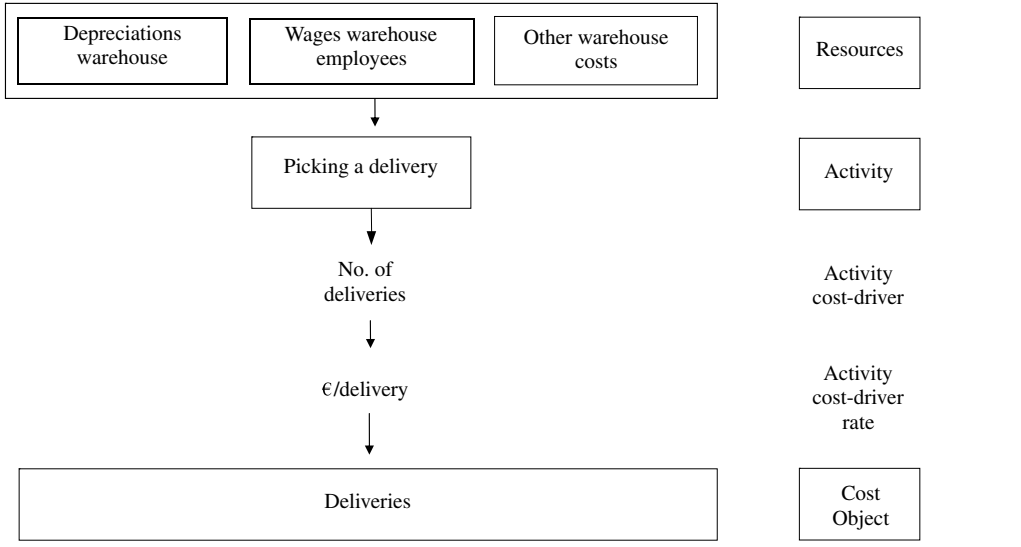 Depreciations
warehouse
Wages warehouse
employees
Other warehouse
costs
Resources
Picking a delivery
Activity
No. of
deliveries
Activity
cost-driver
€/delivery
Activity
cost-driver
rate
Deliveries
Cost
Object